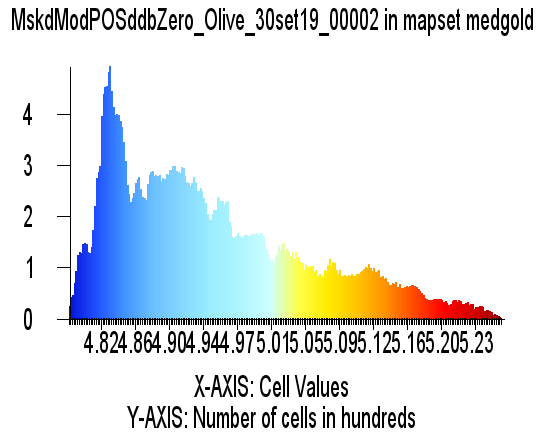 MskdModPOSddbZero_Olive_30set19_00002 in mapset medgold
4
3
2
1
0
4.824.864.904.944.975.015.055.095.125.165.205.23
X-AXIS: Cell Values
Y-AXIS: Number of cells in hundreds